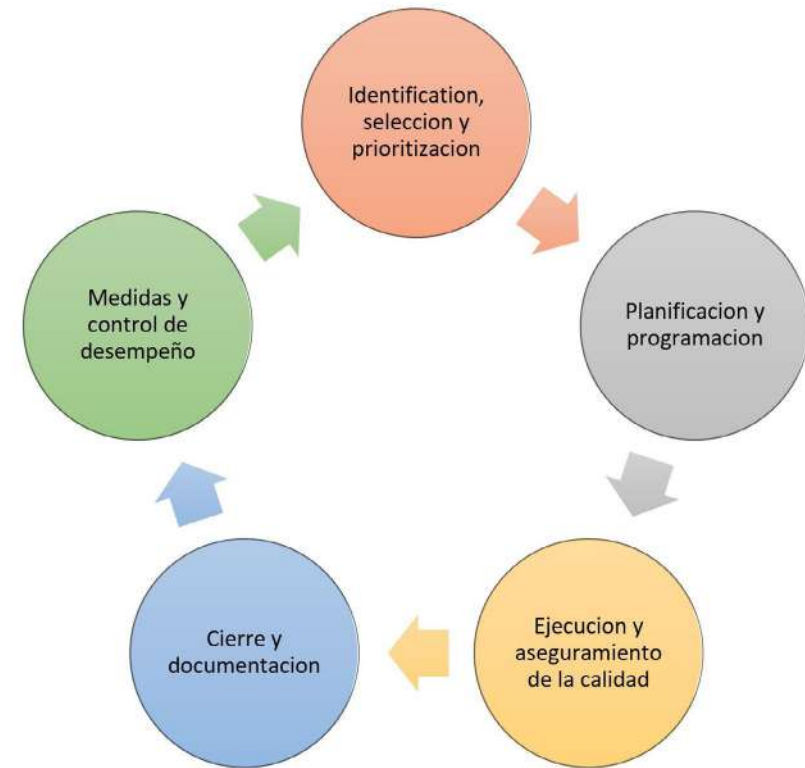 Identification,
seleccion y
prioritizacion
Planificacion y
programacion
Ejecucion y
aseguramiento
de la calidad
Cierre y
documentacion
Medidas y
control de
desempeño